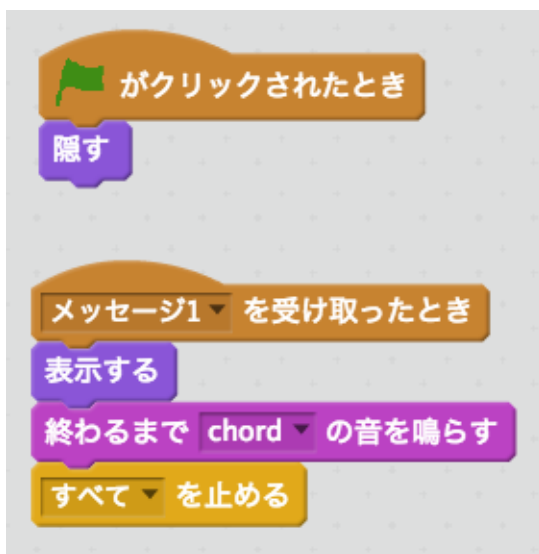 がクリックされたとき
隠す
メッセージ1 を受け取ったとき
表示する
終わるまで chord の音を鳴らす
すべて を止める